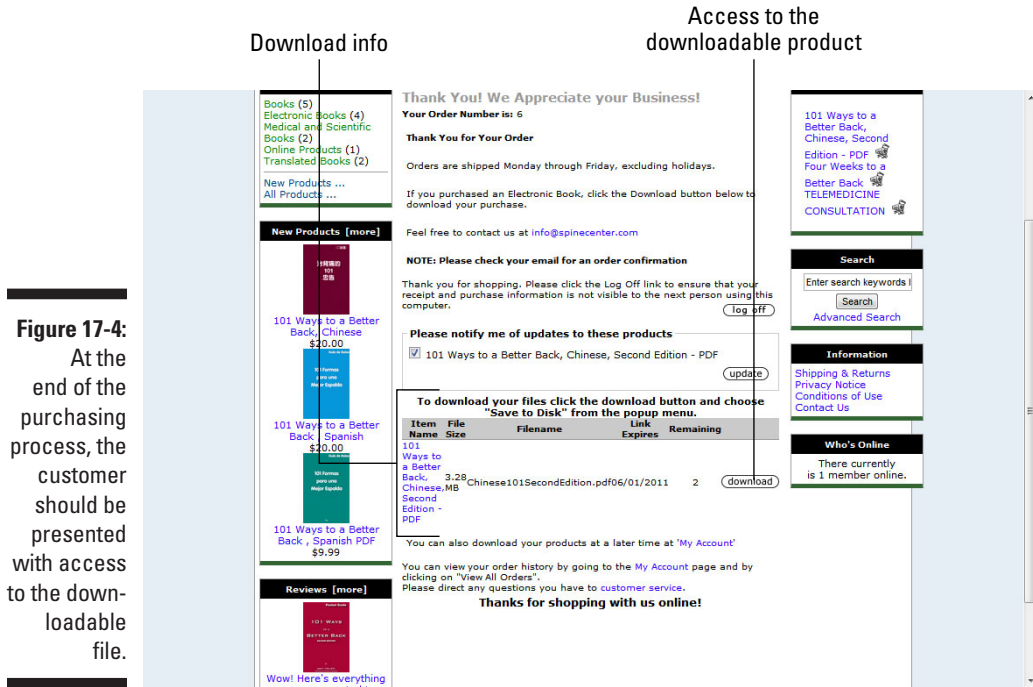 Download info
Access to the
downloadable product
Figure 17-4:
At the
end of the
purchasing
process, the
customer
should be
presented
with access
to the down-
loadable
file.
Books (5)
Electronic Books (4)
Medical and Scientific
Books (2)
Online Products (1)
Translated Books (2)
New Products ...
All Products ...
New Products [more]
101 Ways to a Better
Back, Chinese
$20.00
101 Formas
para una
Mejor Espalda
101 Ways to a Better
Back , Spanish
$20.00
101 Formas
para una
Mejor Espalda
101 Ways to a Better
Back , Spanish PDF
$9.99
Reviews [more]
101 WAYS
TO A
BETTER BACK
Wow! Here's everything
Thank You! We Appreciate your Business!
Your Order Number is: 6
Thank You for Your Order
Orders are shipped Monday through Friday, excluding holidays.
If you purchased an Electronic Book, click the Download button below to
download your purchase.
Feel free to contact us at info@spinecenter.com
NOTE: Please check your email for an order confirmation
Thank you for shopping. Please click the Log Off link to ensure that your
receipt and purchase information is not visible to the next person using this
computer.
log off
Please notify me of updates to these products
101 Ways to a Better Back, Chinese, Second Edition - PDF
update
To download your files click the download button and choose
"Save to Disk" from the popup menu.
Item Name File Size Filename Link Expires Remaining
101
Ways to
a Better
Back,
Chinese,
Second
Edition -
PDF
3.28 MB Chinese101SecondEdition.pdf 06/01/2011 2 download
You can also download your products at a later time at 'My Account'
You can view your order history by going to the My Account page and by
clicking on "View All Orders".
Please direct any questions you have to customer service.
Thanks for shopping with us online!
101 Ways to a
Better Back,
Chinese, Second
Edition - PDF
Four Weeks to a
Better Back
TELEMEDICINE
CONSULTATION
Search
Enter search keywords
Search
Advanced Search
Information
Shipping & Returns
Privacy Notice
Conditions of Use
Contact Us
Who's Online
There currently
is 1 member online.